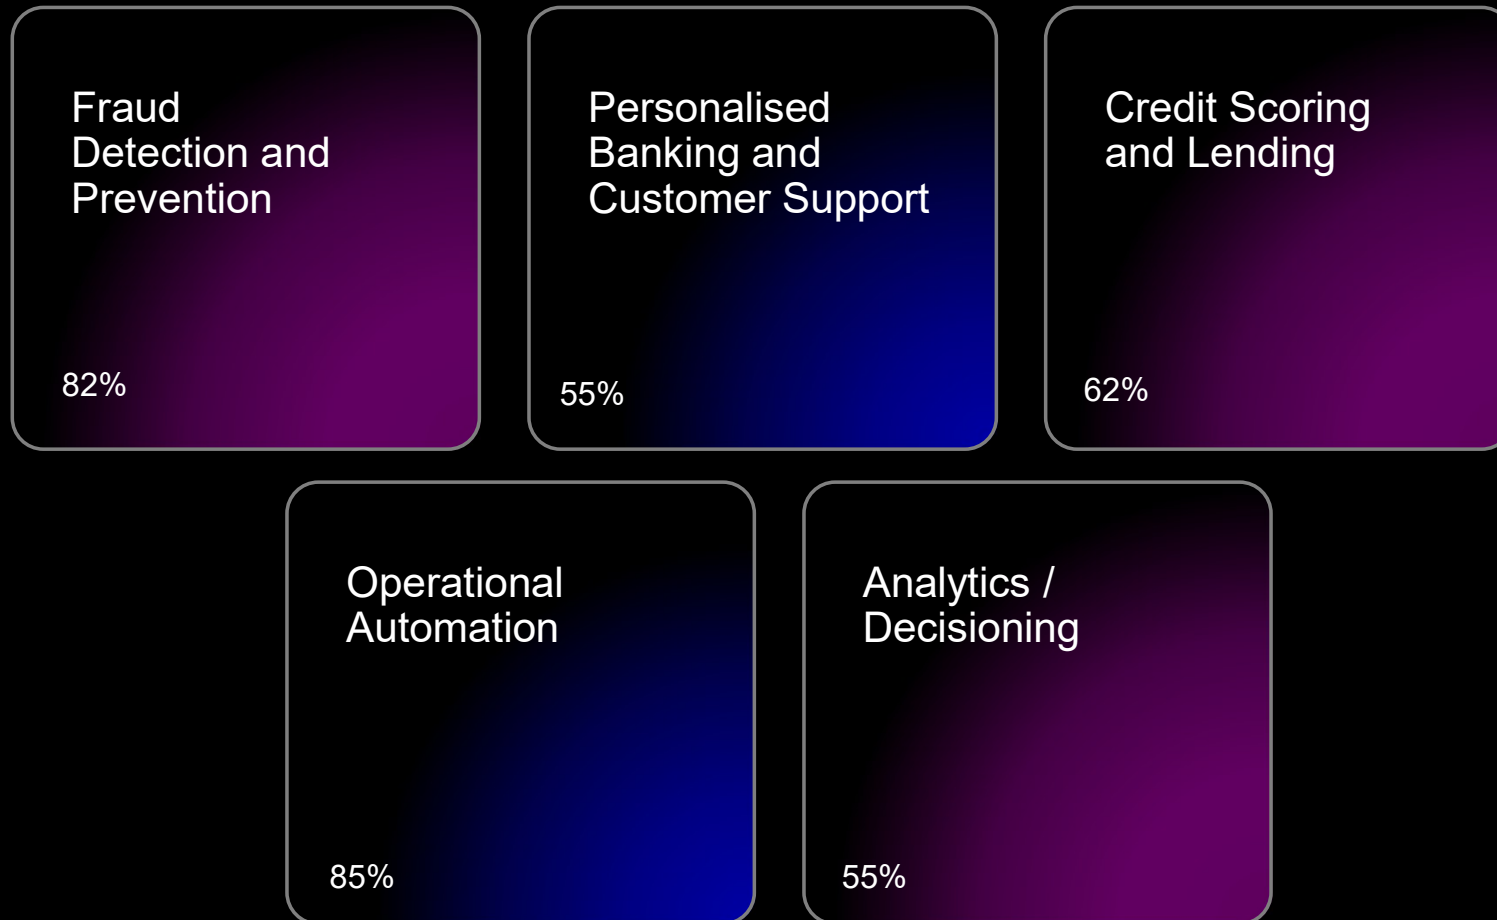 Fraud
Detection and
Prevention
82%
Personalised
Banking and
Customer Support
55%
Credit Scoring
and Lending
62%
Operational
Automation
85%
Analytics /
Decisioning
55%